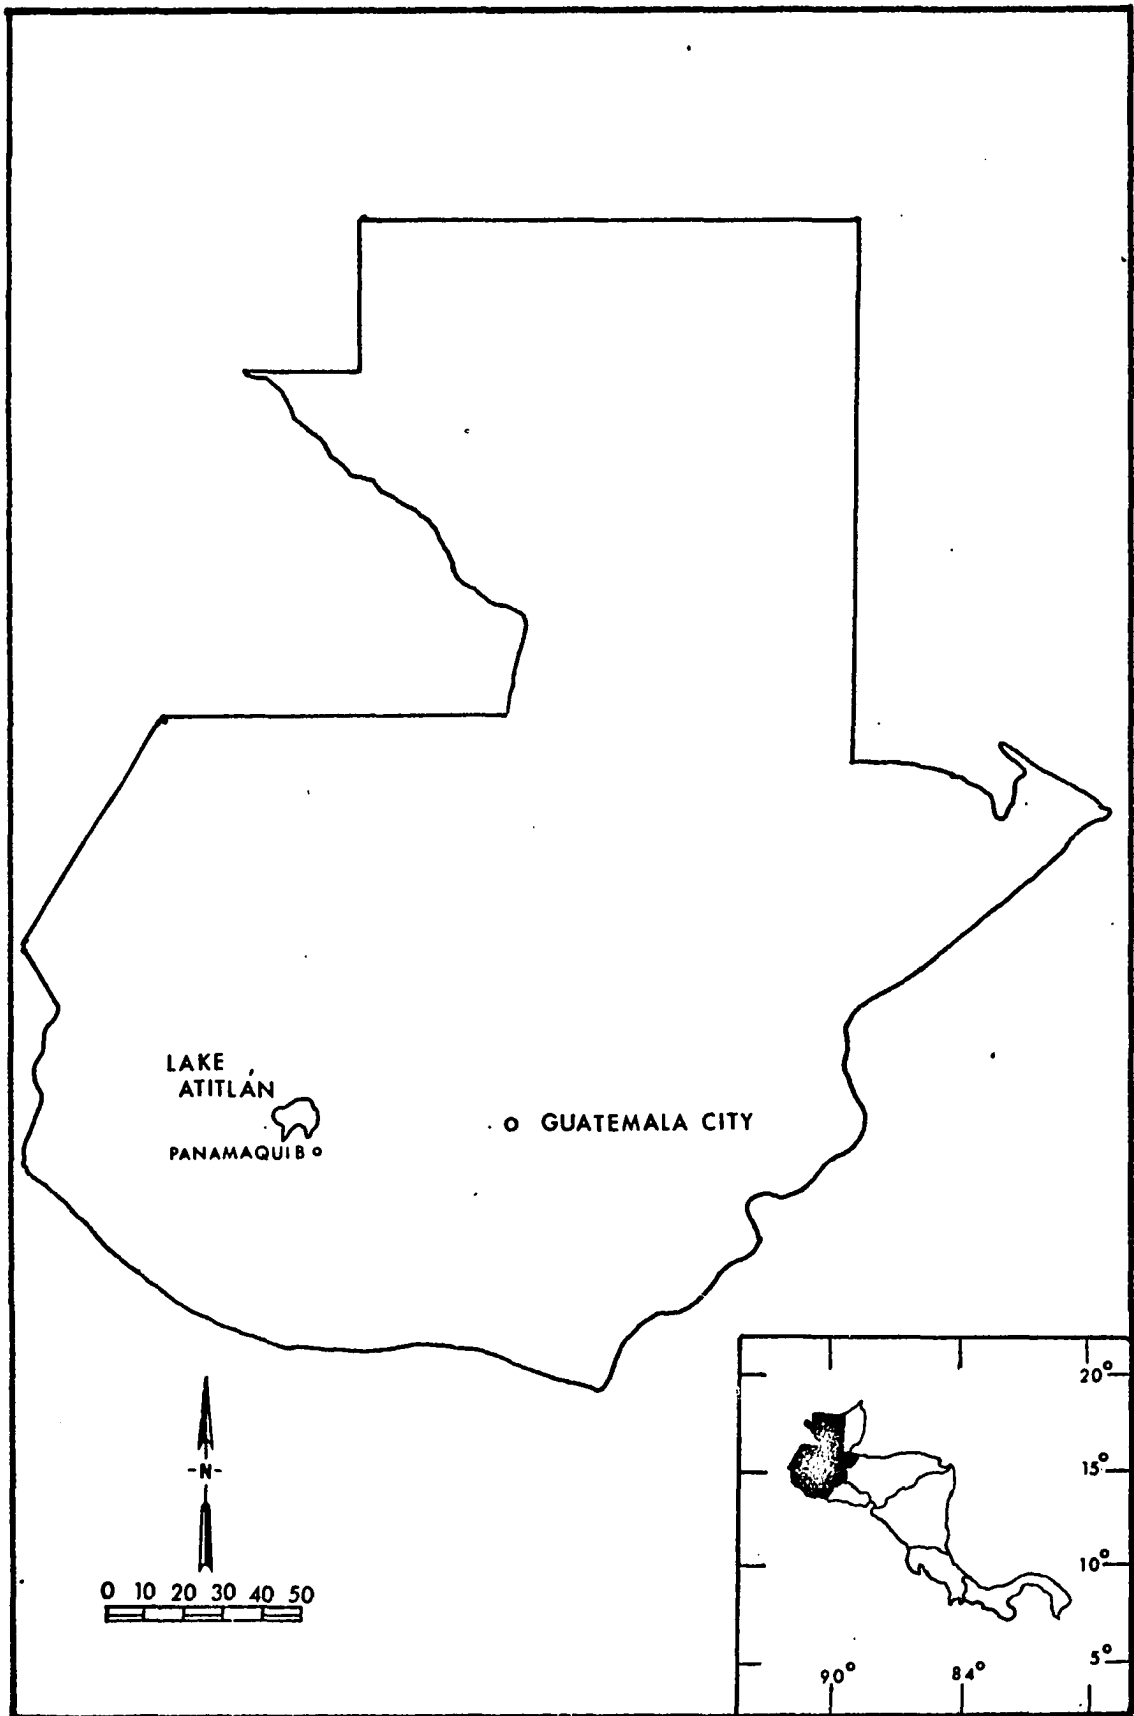 LAKE
ATITLÁN
GUATEMALA CITY
PANAMAQUIB
-N-
0 10 20 30 40 50
20°
15°
10°
5°
90° 84°